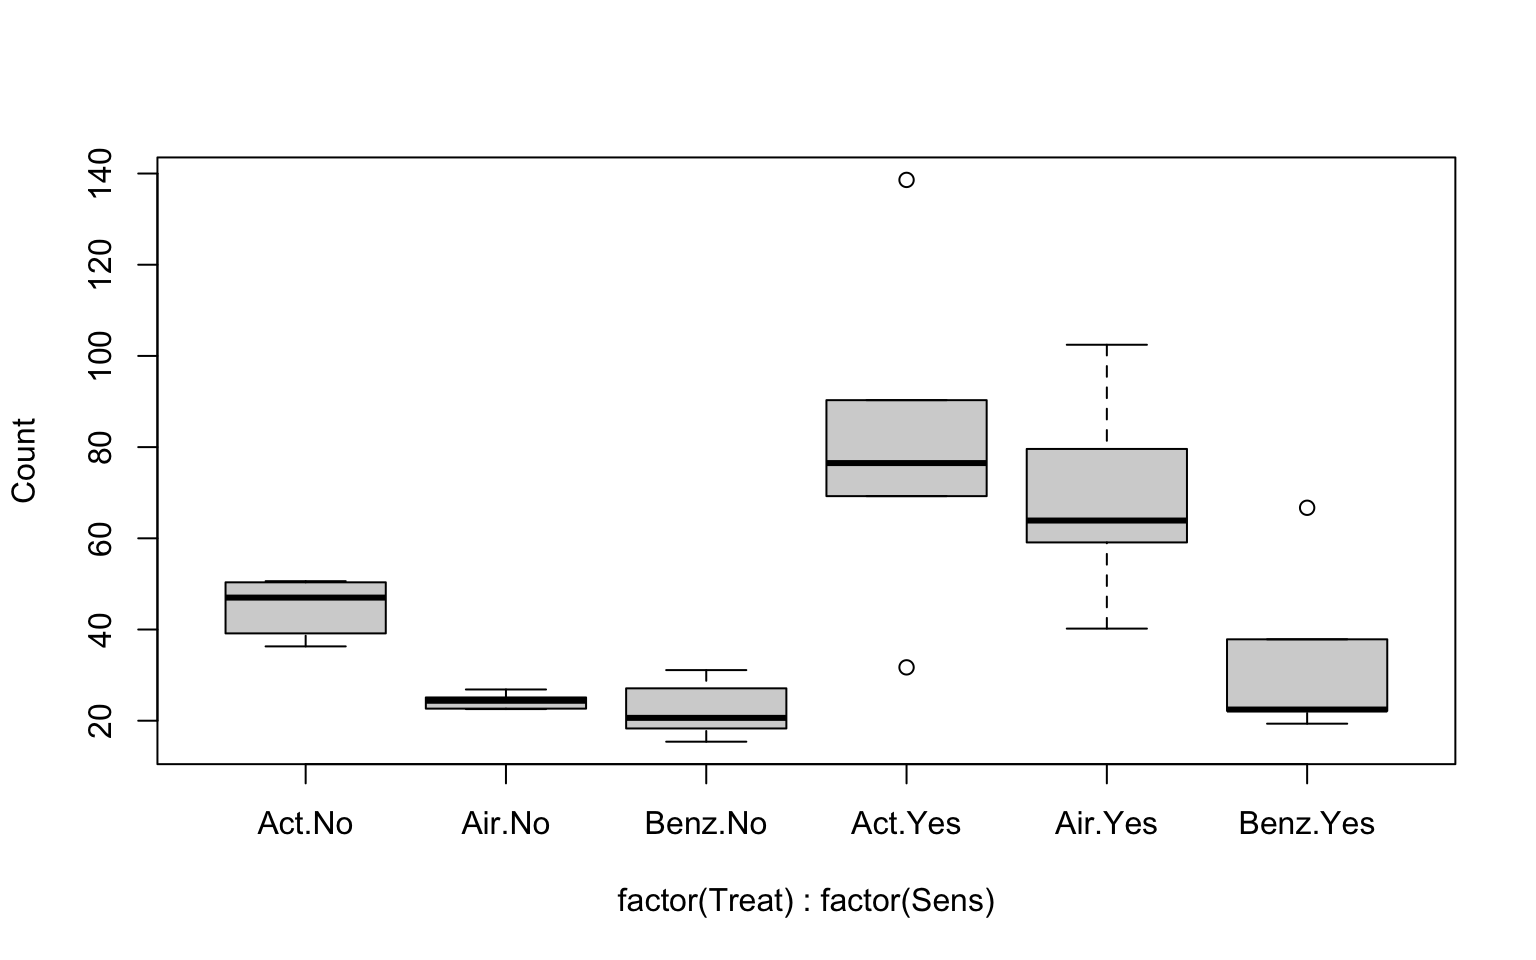 140
120
100
80
60
40
20
Count
Act.No Air.No Benz.No Act.Yes Air.Yes Benz.Yes
factor(Treat) : factor(Sens)